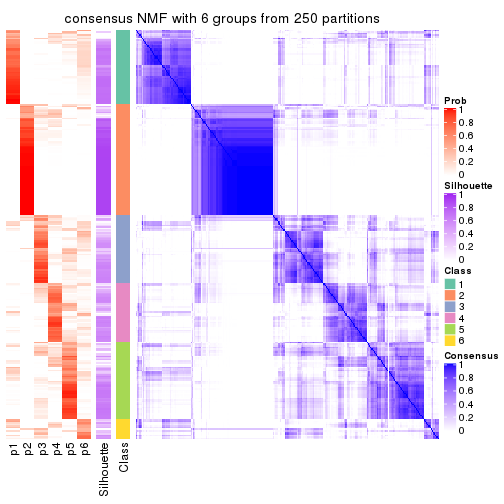 consensus NMF with 6 groups from 250 partitions
Prob
1
0.8
0.6
0.4
0.2
0
Silhouette
1
0.8
0.6
0.4
0.2
0
Class
1
2
3
4
5
6
Consensus
1
0.8
0.6
0.4
0.2
0
p1
p2
p3
p4
p5
p6
Silhouette
Class